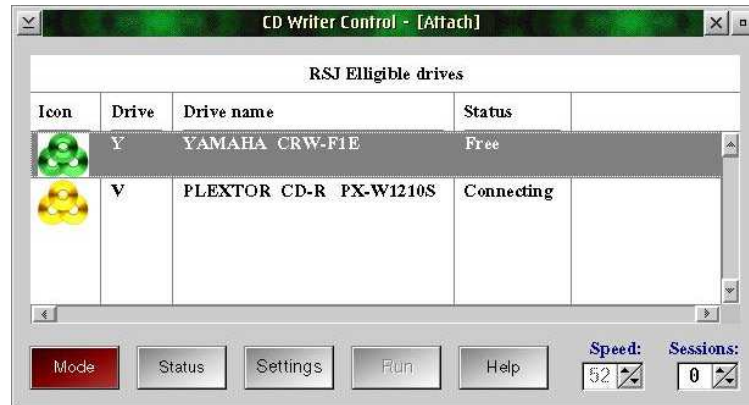 CD Writer Control - [Attach]
RSJ Elligible drives
Icon Drive Drive name Status
Y YAMAHA CRW-F1E Free
V PLEXTOR CD-R PX-W1210S Connecting
Speed: Sessions:
Mode Status Settings Run Help 52 0